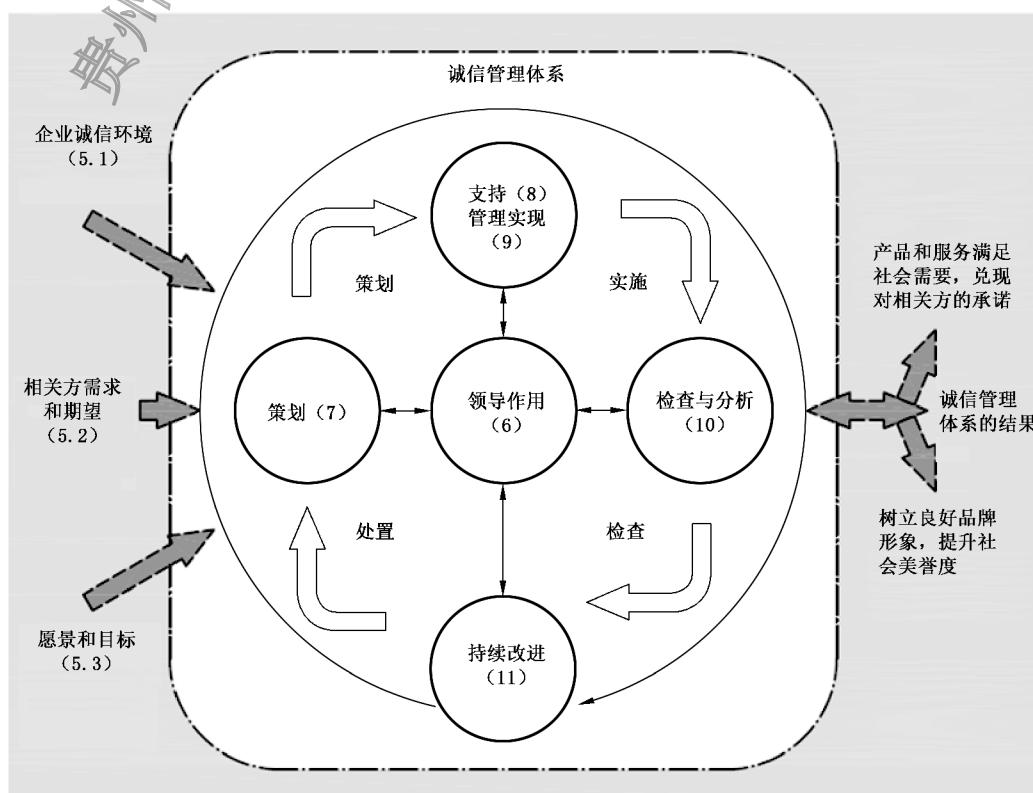 贵州
诚信管理体系
企业诚信环境
（5.1）
支持（8）
管理实现
（9）
策划
实施
产品和服务满足
社会需要，兑现
对相关方的承诺
相关方需求
和期望
（5.2）
策划（7）
领导作用
（6）
检查与分析
（10）
诚信管理
体系的结果
处置
检查
树立良好品牌
形象，提升社
会美誉度
愿景和目标
（5.3）
持续改进
（11）